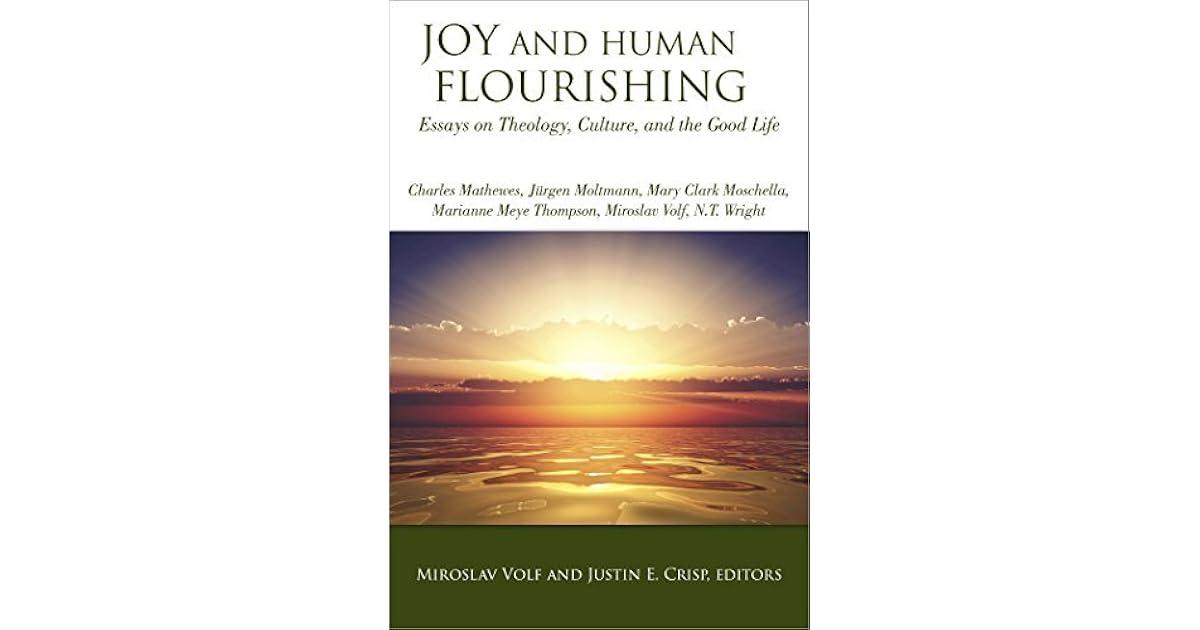 JOY AND HUMAN
FLOURISHING
Essays on Theology, Culture, and the Good Life
Charles Mathewes, Jürgen Moltmann, Mary Clark Moschella,
Marianne Meye Thompson, Miroslav Volf, N.T. Wright
MIROSLAV VOLF AND JUSTIN E. CRISP, EDITORS